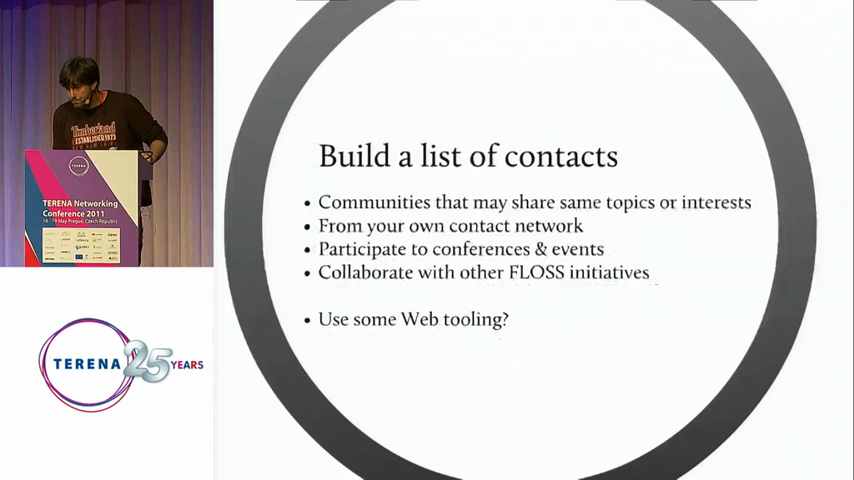 Timberland
ESTABLISHED 1973
TERENA
TERENA Networking
Conference 2011
16 - 19 May Prague, Czech Republic
TERENA 25 YEARS
Build a list of contacts
• Communities that may share same topics or interests
• From your own contact network
• Participate to conferences & events
• Collaborate with other FLOSS initiatives
• Use some Web tooling?